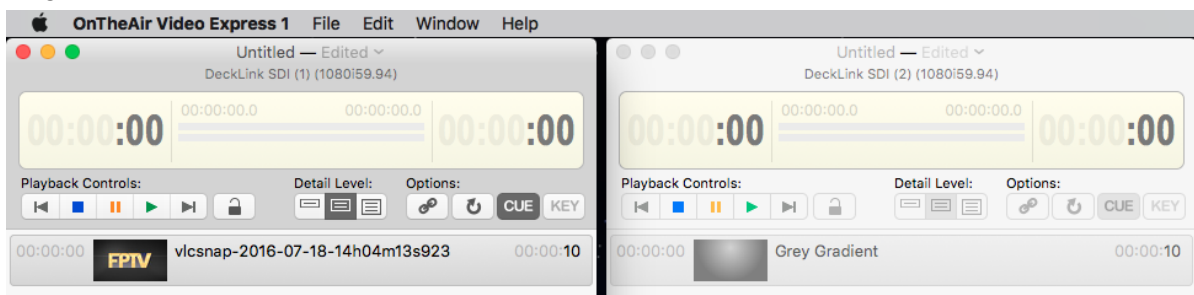 OnTheAir Video Express 1 File Edit Window Help
Untitled — Edited
DeckLink SDI (1) (1080i59.94)
00:00:00
00:00:00.0 00:00:00.0
00:00:00
Playback Controls: Detail Level: Options:
CUE KEY
00:00:00 FPTV vlcsnap-2016-07-18-14h04m13s923 00:00:10
Untitled — Edited
DeckLink SDI (2) (1080i59.94)
00:00:00
00:00:00.0 00:00:00.0
00:00:00
Playback Controls: Detail Level: Options:
CUE KEY
00:00:00 Grey Gradient 00:00:10